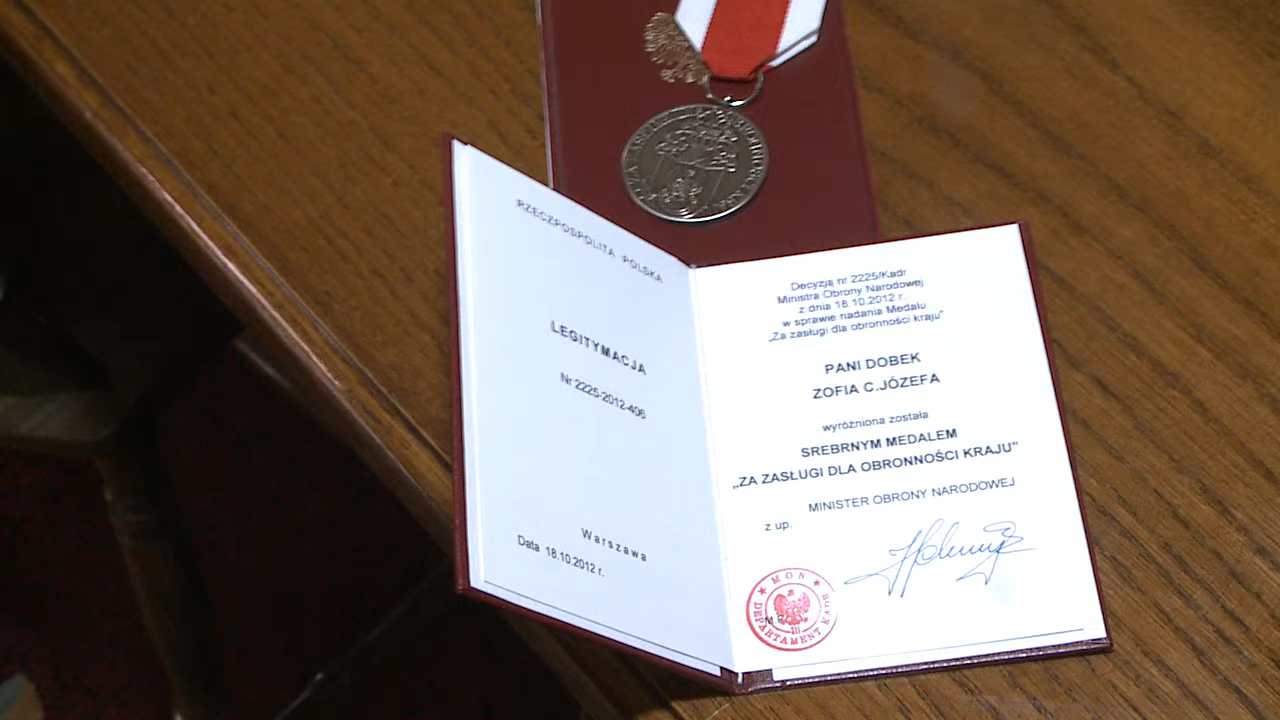 RZECZPOSPOLITA POLSKA
LEGITYMACJA
Nr 2225-2012-406
Warszawa
Data 18.10.2012 r.
Decyzją nr 2225/Kadr
Ministra Obrony Narodowej
z dnia 18.10.2012 r.
w sprawie nadania Medalu
„Za zasługi dla obronności kraju”
PANI DOBEK
ZOFIA C.JÓZEFA
wyróżniona została
SREBRNYM MEDALEM
„ZA ZASŁUGI DLA OBRONNOŚCI KRAJU”
MINISTER OBRONY NARODOWEJ
z up.
MON
DEPARTAMENT KADR